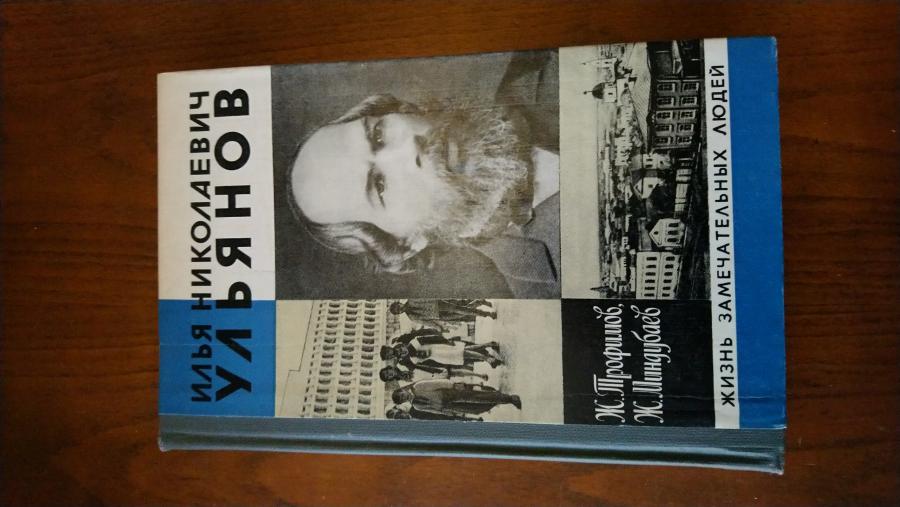 ИЛЬЯ НИКОЛАЕВИЧ
УЛЬЯНОВ
Ж. Трофимов,
Ж. Миндубаев
ЖИЗНЬ ЗАМЕЧАТЕЛЬНЫХ ЛЮДЕЙ